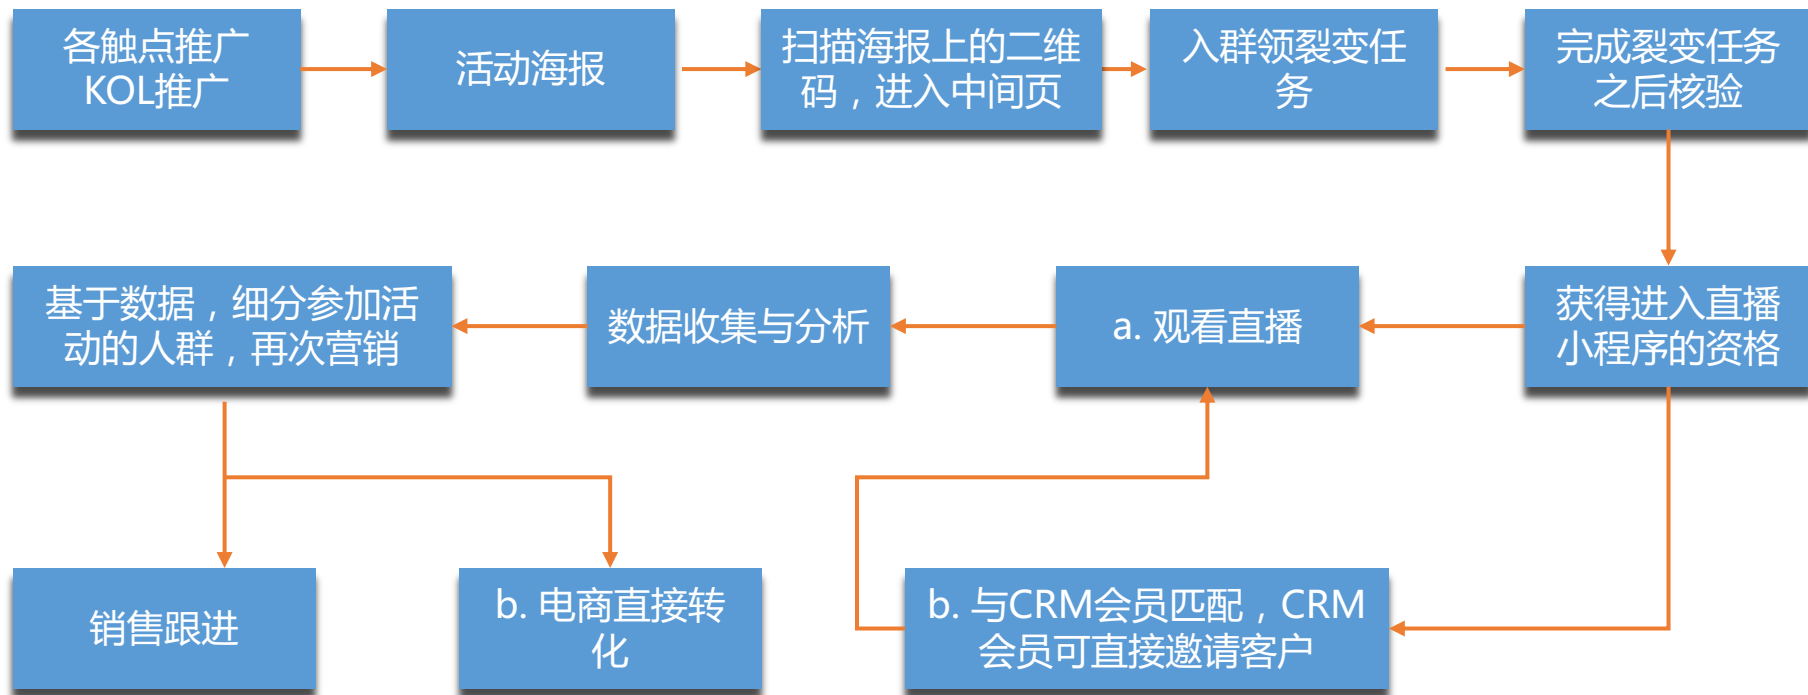 各触点推广
KOL推广
活动海报
扫描海报上的二维
码，进入中间页
入群领裂变任
务
完成裂变任务
之后核验
基于数据，细分参加活
动的人群，再次营销
数据收集与分析
a. 观看直播
获得进入直播
小程序的资格
销售跟进
b. 电商直接转
化
b. 与CRM会员匹配，CRM
会员可直接邀请客户